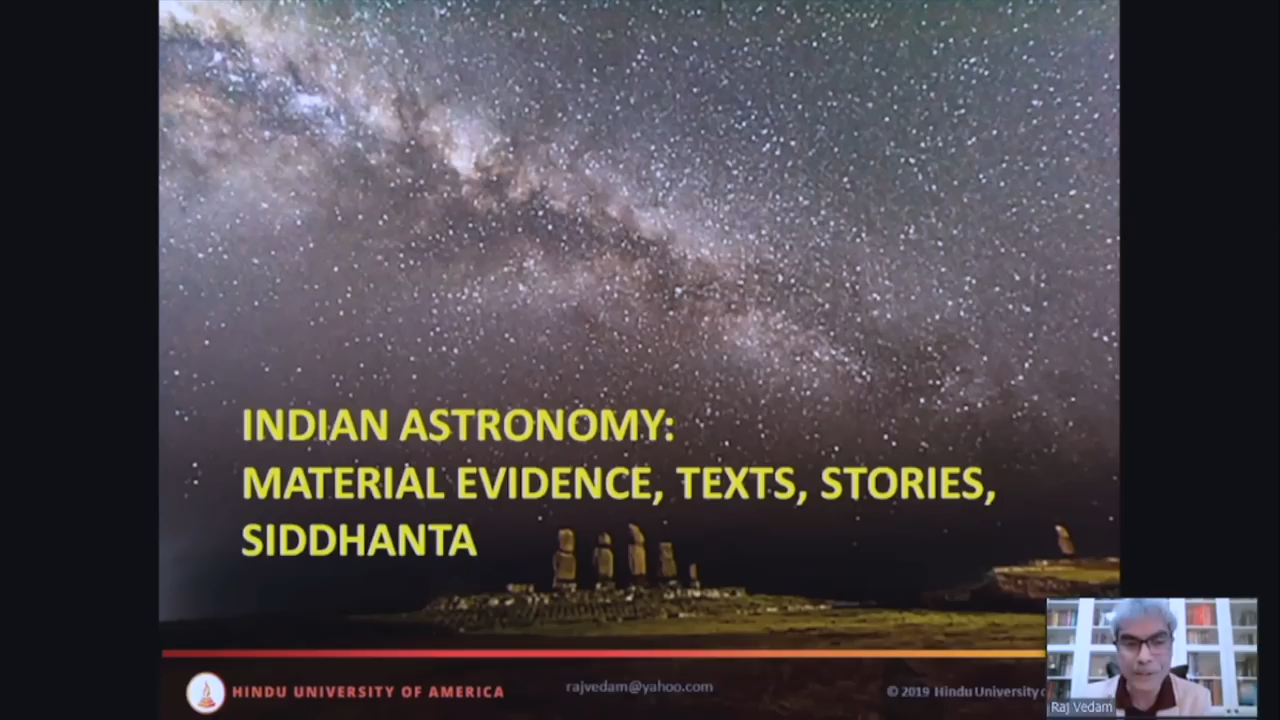 INDIAN ASTRONOMY:
MATERIAL EVIDENCE, TEXTS, STORIES,
SIDDHANTA
HINDU UNIVERSITY OF AMERICA
rajvedam@yahoo.com
© 2019 Hindu University
Raj Vedam